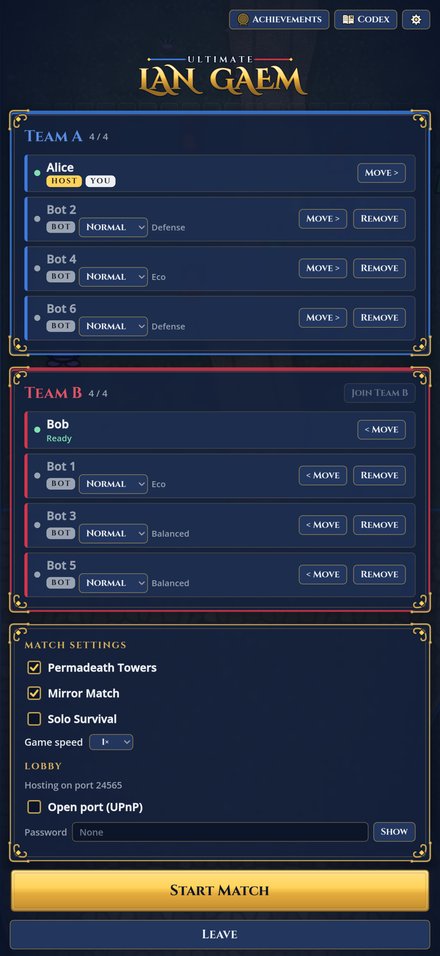 Achievements
Codex
ULTIMATE
LAN GAEM
Team A 4/4
Alice
HOST YOU
Move >
Bot 2
BOT Normal Defense
Move > Remove
Bot 4
BOT Normal Eco
Move > Remove
Bot 6
BOT Normal Defense
Move > Remove
Team B 4/4
Join Team B
Bob
Ready
< Move
Bot 1
BOT Normal Eco
< Move Remove
Bot 3
BOT Normal Balanced
< Move Remove
Bot 5
BOT Normal Balanced
< Move Remove
MATCH SETTINGS
Permadeath Towers
Mirror Match
Solo Survival
Game speed 1×
LOBBY
Hosting on port 24565
Open port (UPnP)
Password None Show
Start Match
Leave